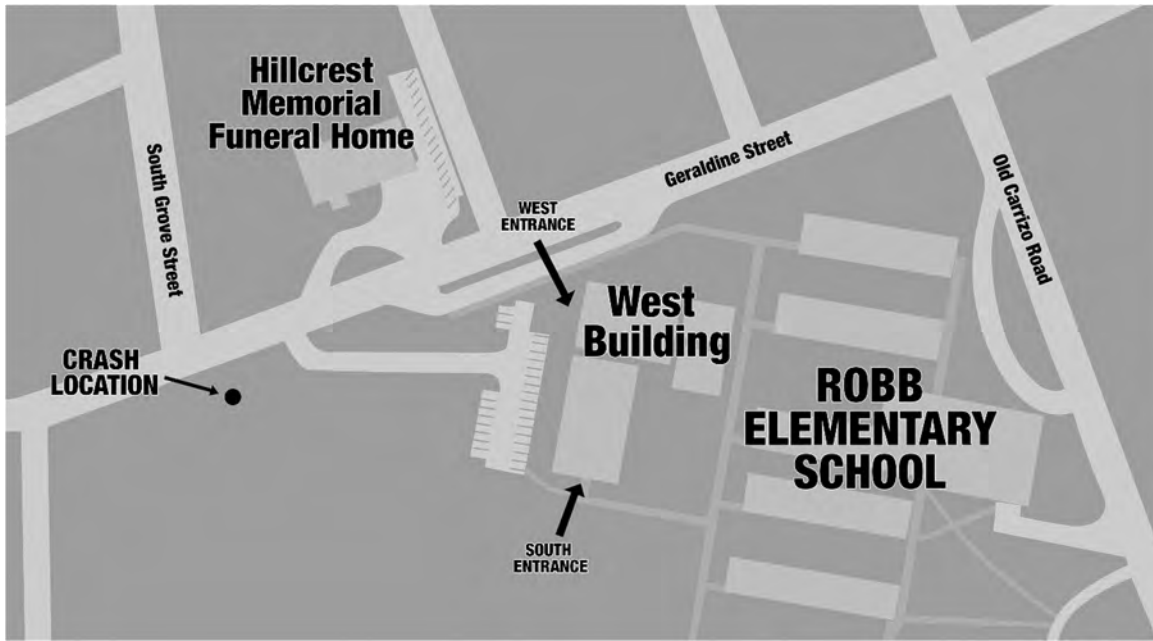 Hillcrest
Memorial
Funeral Home
South Grove Street
WEST
ENTRANCE
Geraldine Street
Old Carrizo Road
West
Building
CRASH
LOCATION
ROBB
ELEMENTARY
SCHOOL
SOUTH
ENTRANCE